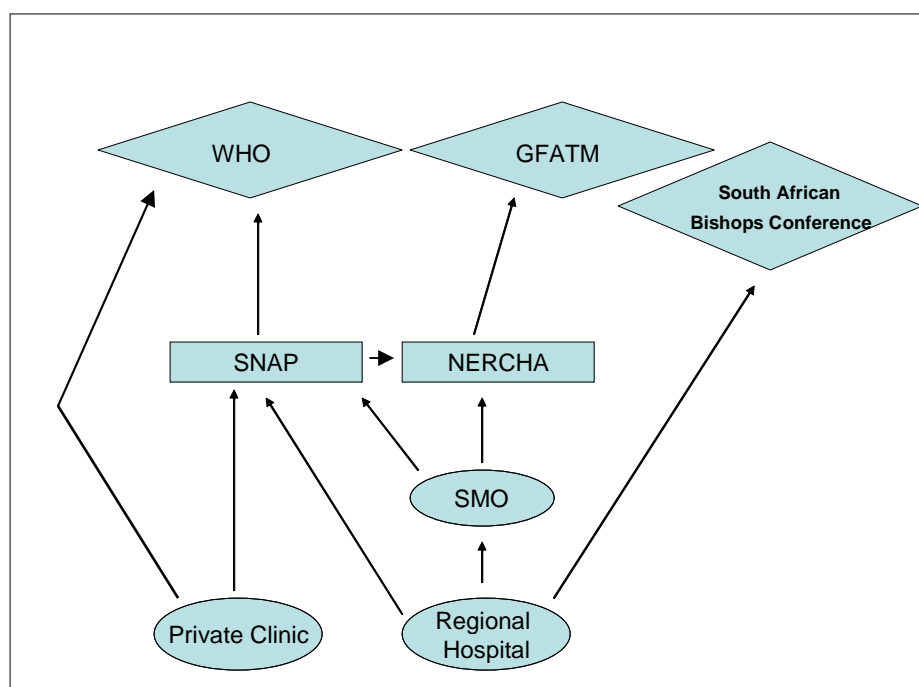 WHO
GFATM
South African
Bishops Conference
SNAP
NERCHA
SMO
Private Clinic
Regional
Hospital